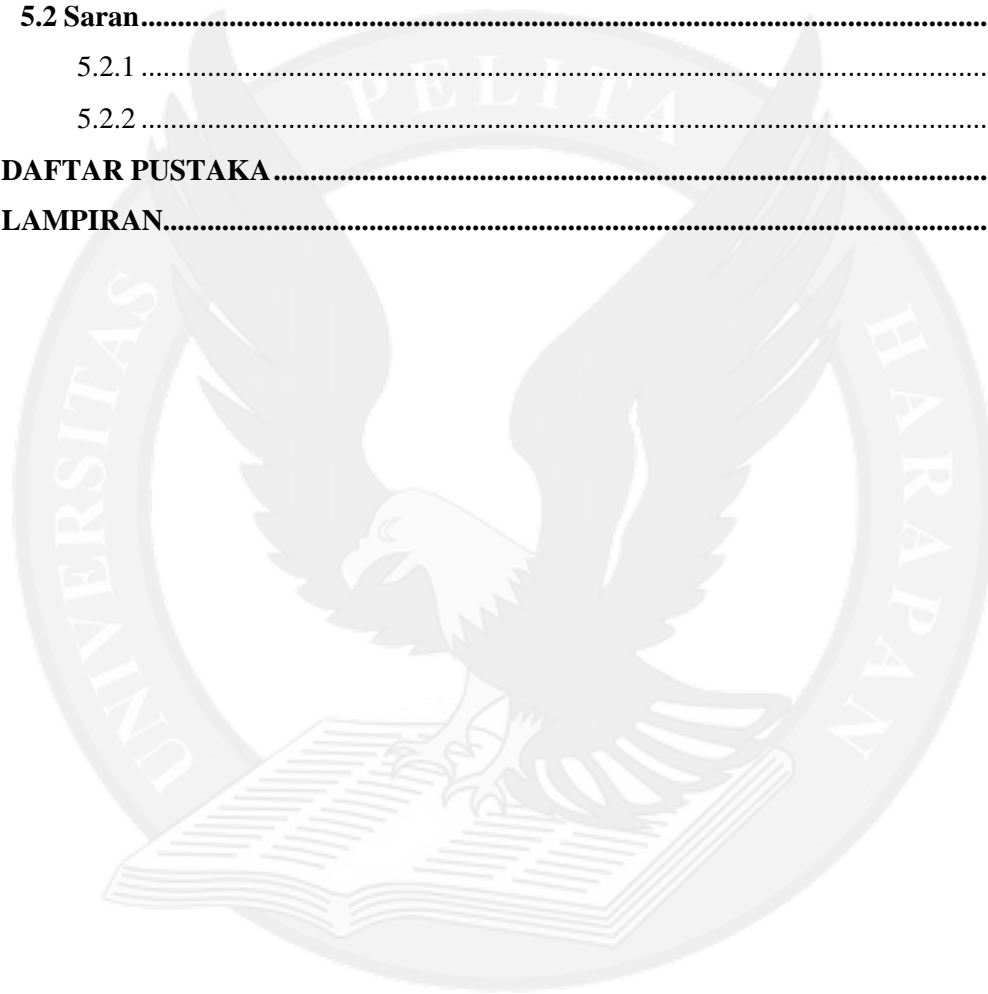 5.2 Saran........................................................................................................................
5.2.1 ........................................................................................................................
5.2.2 ........................................................................................................................
DAFTAR PUSTAKA........................................................................................................
LAMPIRAN........................................................................................................................
UNIVERSITAS PELITA HARAPAN